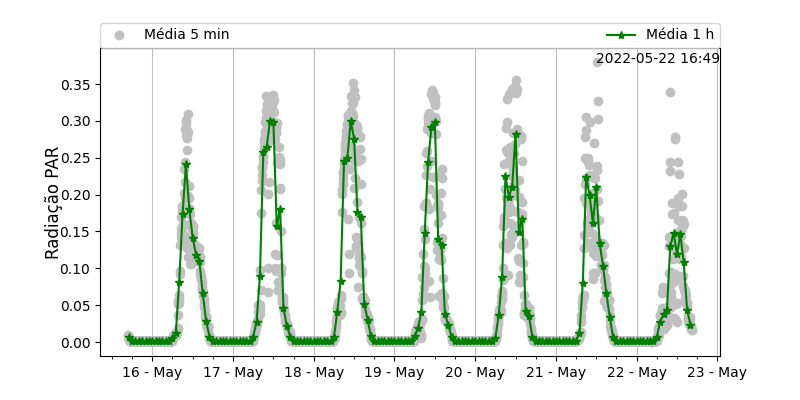 Média 5 min
Média 1 h
2022-05-22 16:49
Radiação PAR
0.35
0.30
0.25
0.20
0.15
0.10
0.05
0.00
16 - May
17 - May
18 - May
19 - May
20 - May
21 - May
22 - May
23 - May